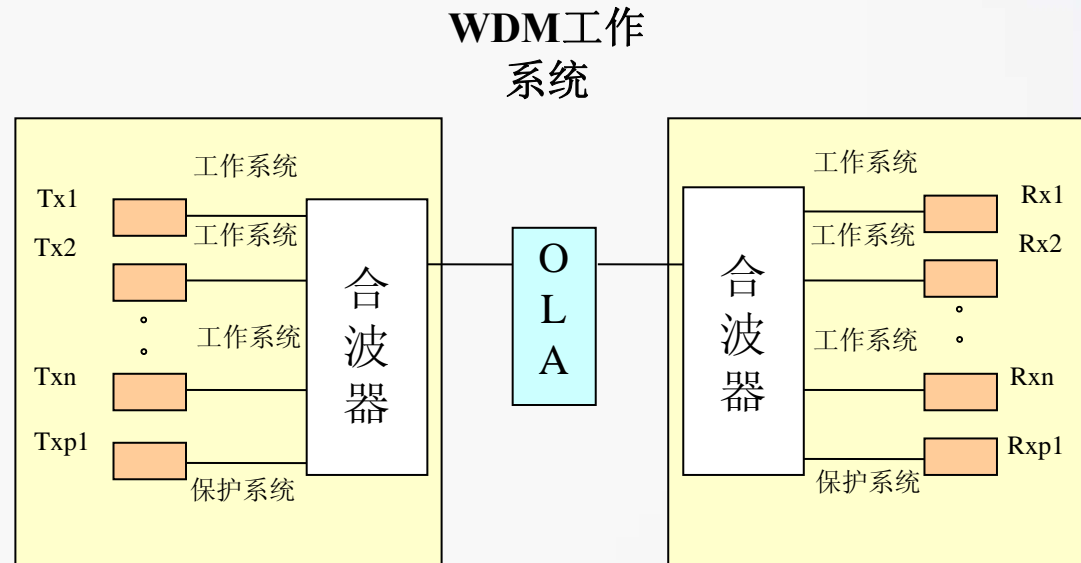 WDM工作
系统
工作系统
Tx1
工作系统
Tx2
。
。
工作系统
Txn
Txp1
保护系统
合
波
器
O
L
A
合
波
器
工作系统
Rx1
工作系统
Rx2
。
。
工作系统
Rxn
Rxp1
保护系统